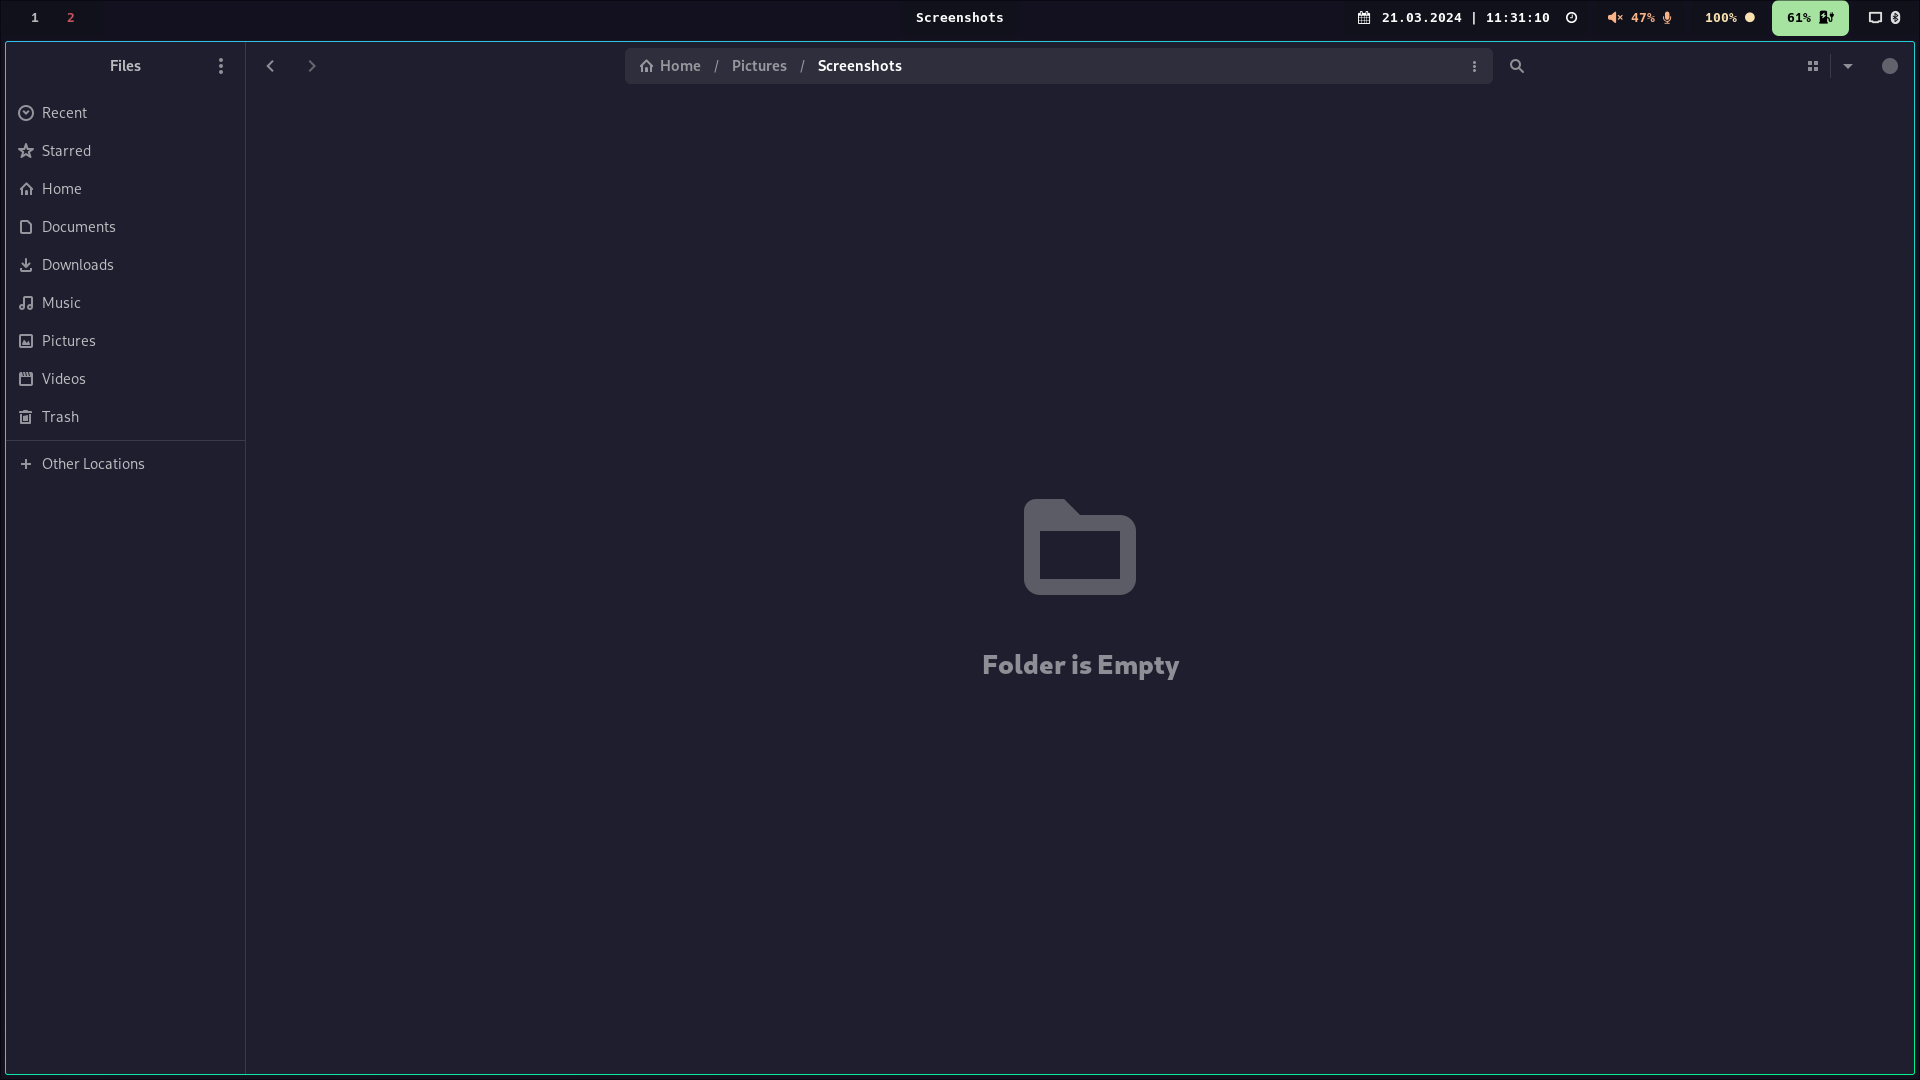 1 2 Screenshots 21.03.2024 | 11:31:10 47% 100% 61%
Files Home / Pictures / Screenshots
Recent
Starred
Home
Documents
Downloads
Music
Pictures
Videos
Trash
Other Locations
Folder is Empty